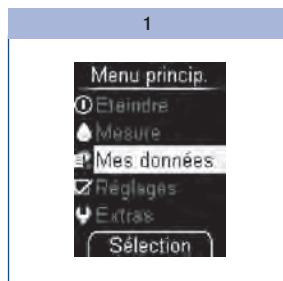 1
Menu princip.
Eteindre
Mesure
Mes données
Réglages
Extras
Sélection